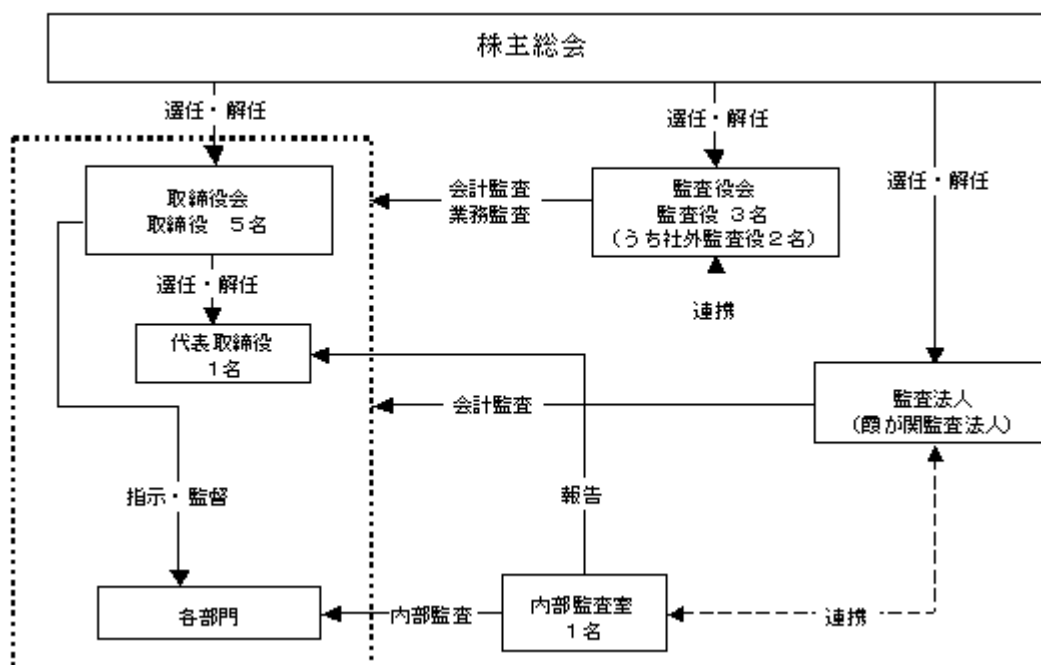 株主総会
選任・解任
選任・解任
選任・解任
取締役会
取締役 5名
会計監査
業務監査
監査役会
監査役 3名
(うち社外監査役2名)
選任・解任
連携
代表取締役
1名
会計監査
監査法人
(霞が関監査法人)
指示・監督
報告
各部門
内部監査
内部監査室
1名
連携